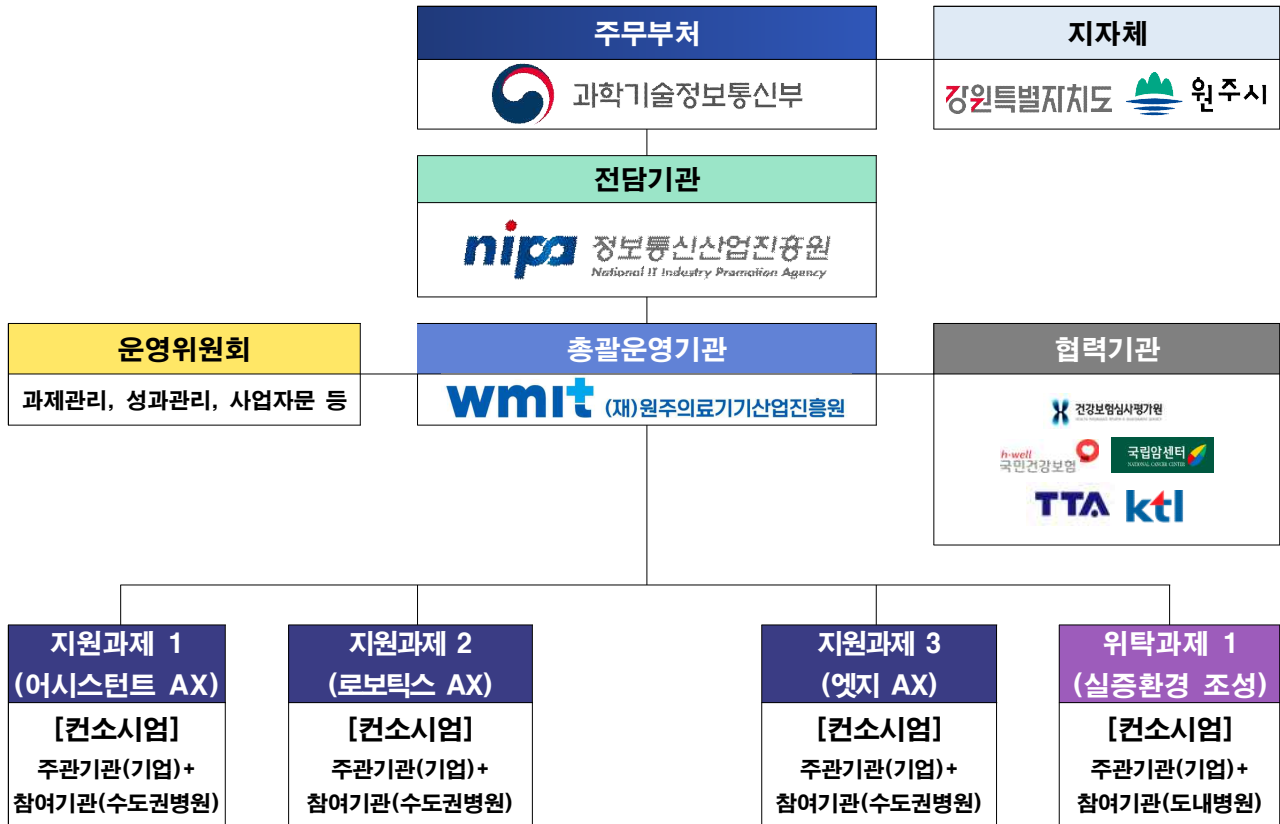 주무부처
과학기술정보통신부
지자체
강원특별자치도 원주시
전담기관
nipa 정보통신산업진흥원
National IT Industry Promotion Agency
운영위원회
과제관리, 성과관리, 사업자문 등
총괄운영기관
wmit (재)원주의료기기산업진흥원
협력기관
건강보험심사평가원
h·well
국민건강보험
국립암센터
NATIONAL CANCER CENTER
TTA ktl
지원과제 1
(어시스턴트 AX)
[컨소시엄]
주관기관(기업)+
참여기관(수도권병원)
지원과제 2
(로보틱스 AX)
[컨소시엄]
주관기관(기업)+
참여기관(수도권병원)
지원과제 3
(엣지 AX)
[컨소시엄]
주관기관(기업)+
참여기관(수도권병원)
위탁과제 1
(실증환경 조성)
[컨소시엄]
주관기관(기업)+
참여기관(도내병원)